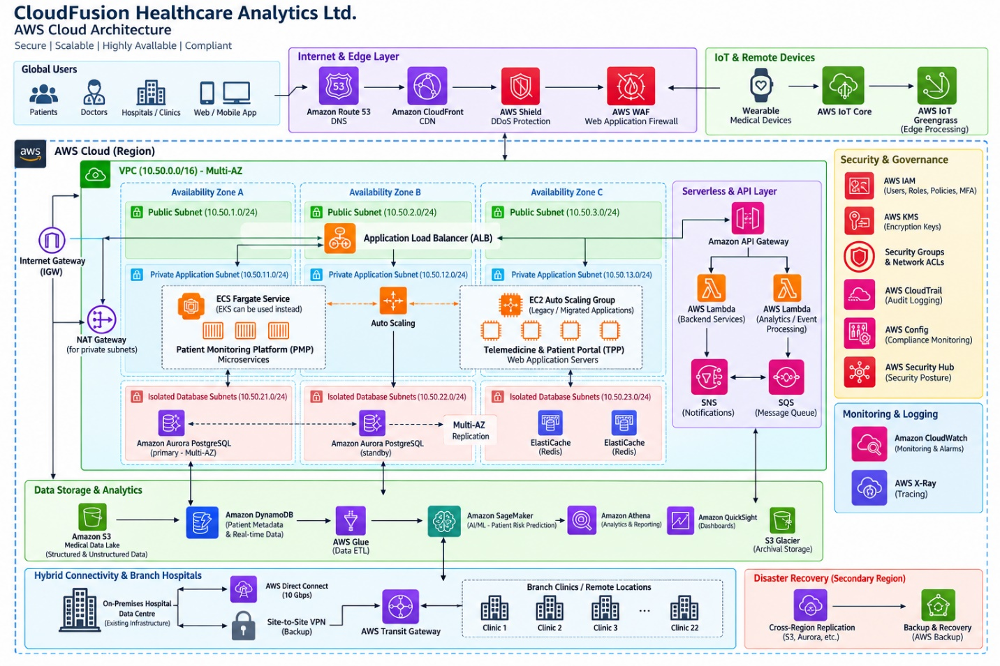 CloudFusion Healthcare Analytics Ltd.
AWS Cloud Architecture
Secure | Scalable | Highly Available | Compliant
Global Users
Patients
Doctors
Hospitals / Clinics
Web / Mobile App
Internet & Edge Layer
53
Amazon Route 53
DNS
Amazon CloudFront
CDN
AWS Shield
DDoS Protection
AWS WAF
Web Application Firewall
IoT & Remote Devices
Wearable
Medical Devices
AWS IoT Core
AWS IoT
Greengrass
(Edge Processing)
aws
AWS Cloud (Region)
VPC (10.50.0.0/16) - Multi-AZ
Internet Gateway
(IGW)
NAT Gateway
(for private subnets)
Availability Zone A
Public Subnet (10.50.1.0/24)
Availability Zone B
Public Subnet (10.50.2.0/24)
Availability Zone C
Public Subnet (10.50.3.0/24)
Application Load Balancer (ALB)
Private Application Subnet (10.50.11.0/24)
Private Application Subnet (10.50.12.0/24)
Private Application Subnet (10.50.13.0/24)
ECS Fargate Service
(EKS can be used instead)
Patient Monitoring Platform (PMP)
Microservices
Auto Scaling
EC2 Auto Scaling Group
(Legacy / Migrated Applications)
Telemedicine & Patient Portal (TPP)
Web Application Servers
Isolated Database Subnets (10.50.21.0/24)
Isolated Database Subnets (10.50.22.0/24)
Isolated Database Subnets (10.50.23.0/24)
Amazon Aurora PostgreSQL
(primary - Multi-AZ)
Amazon Aurora PostgreSQL
(standby)
Multi-AZ
Replication
ElastiCache
(Redis)
ElastiCache
(Redis)
Serverless & API Layer
Amazon API Gateway
AWS Lambda
(Backend Services)
AWS Lambda
(Analytics / Event
Processing)
SNS
(Notifications)
SQS
(Message Queue)
Security & Governance
AWS IAM
(Users, Roles, Policies, MFA)
AWS KMS
(Encryption Keys)
Security Groups
& Network ACLs
AWS CloudTrail
(Audit Logging)
AWS Config
(Compliance Monitoring)
AWS Security Hub
(Security Posture)
Monitoring & Logging
Amazon CloudWatch
(Monitoring & Alarms)
AWS X-Ray
(Tracing)
Data Storage & Analytics
Amazon S3
Medical Data Lake
(Structured & Unstructured Data)
Amazon DynamoDB
(Patient Metadata
& Real-time Data)
AWS Glue
(Data ETL)
Amazon SageMaker
(AI/ML - Patient Risk Prediction)
Amazon Athena
(Analytics & Reporting)
Amazon QuickSight
(Dashboards)
S3 Glacier
(Archival Storage)
Hybrid Connectivity & Branch Hospitals
On-Premises Hospital
Data Centre
(Existing Infrastructure)
AWS Direct Connect
(10 Gbps)
Site-to-Site VPN
(Backup)
AWS Transit Gateway
Branch Clinics / Remote Locations
Clinic 1
Clinic 2
Clinic 3
...
Clinic 22
Disaster Recovery (Secondary Region)
Cross-Region Replication
(S3, Aurora, etc.)
Backup & Recovery
(AWS Backup)